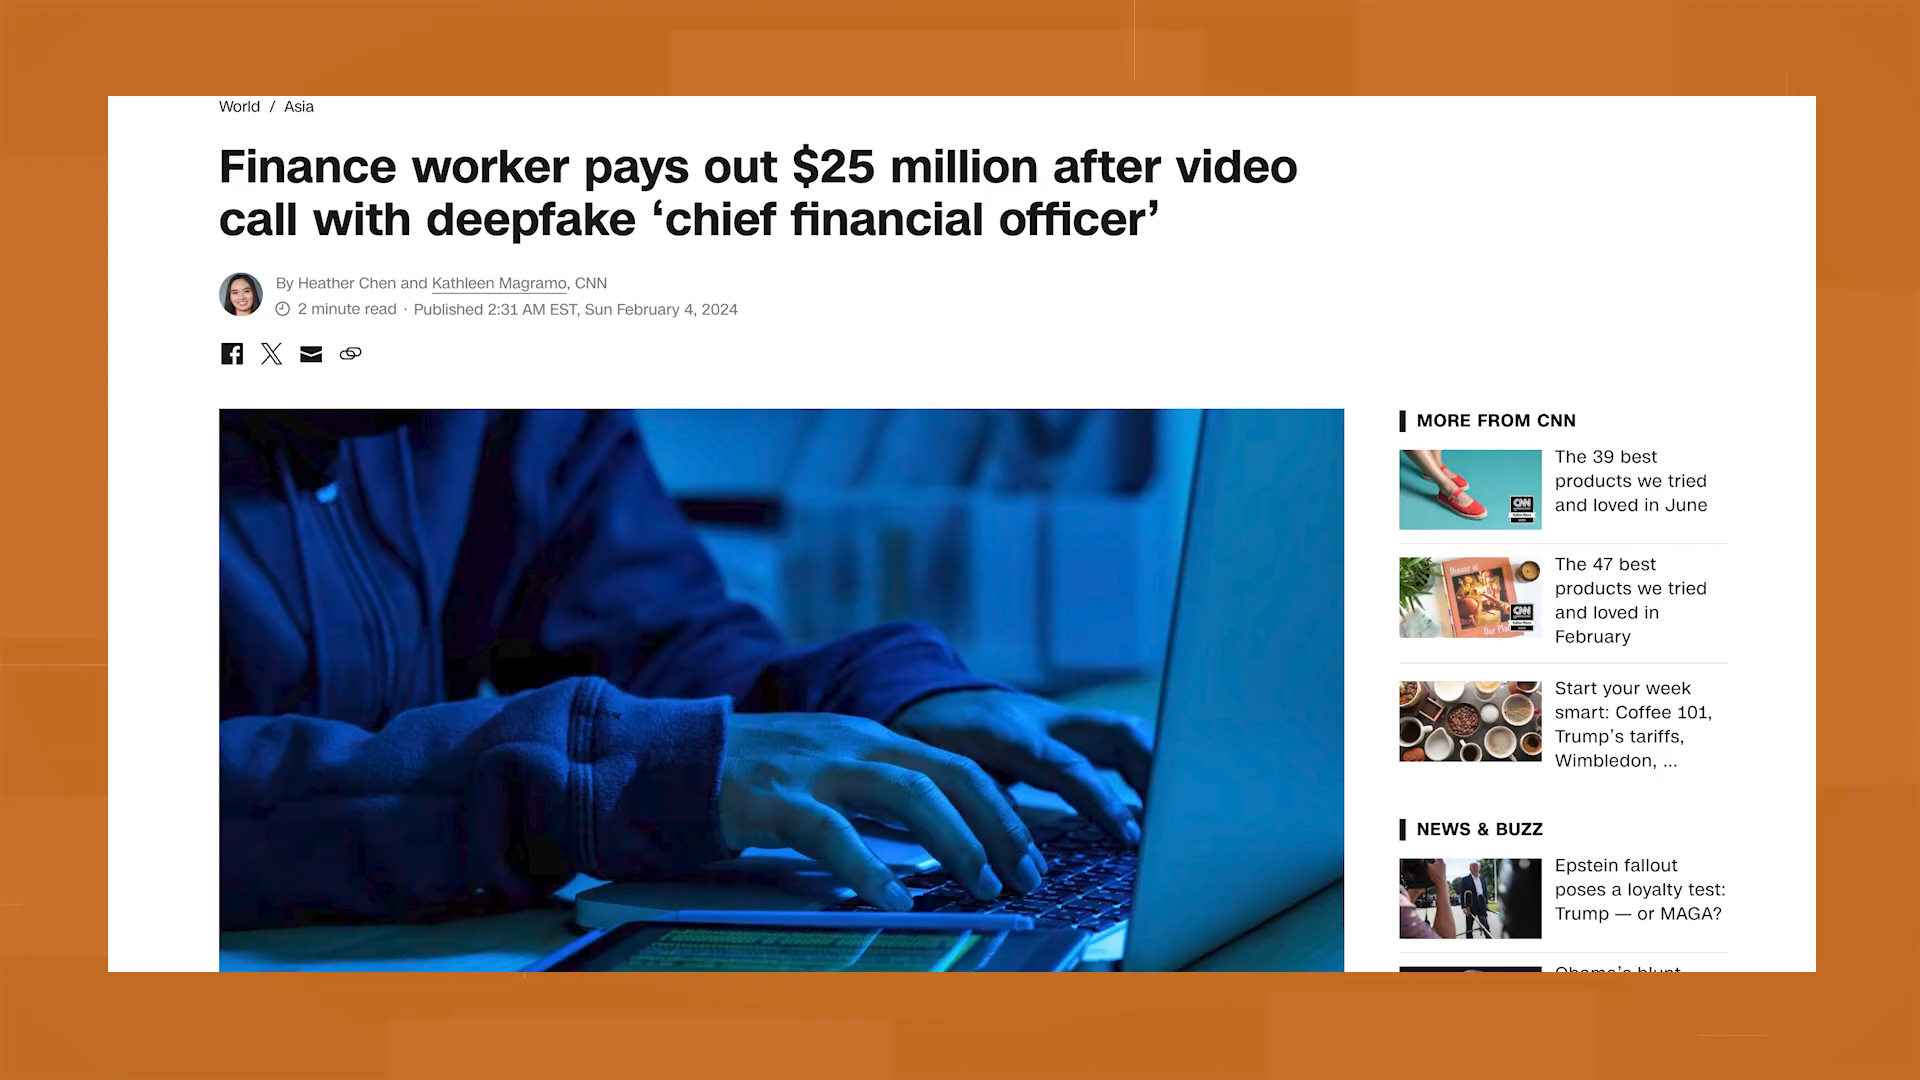 World / Asia
Finance worker pays out $25 million after video
call with deepfake ‘chief financial officer’
By Heather Chen and Kathleen Magramo, CNN
2 minute read · Published 2:31 AM EST, Sun February 4, 2024
MORE FROM CNN
The 39 best
products we tried
and loved in June
CNN
The 47 best
products we tried
and loved in
February
Dinner at
CNN
Start your week
smart: Coffee 101,
Trump’s tariffs,
Wimbledon, ...
NEWS & BUZZ
Epstein fallout
poses a loyalty test:
Trump — or MAGA?